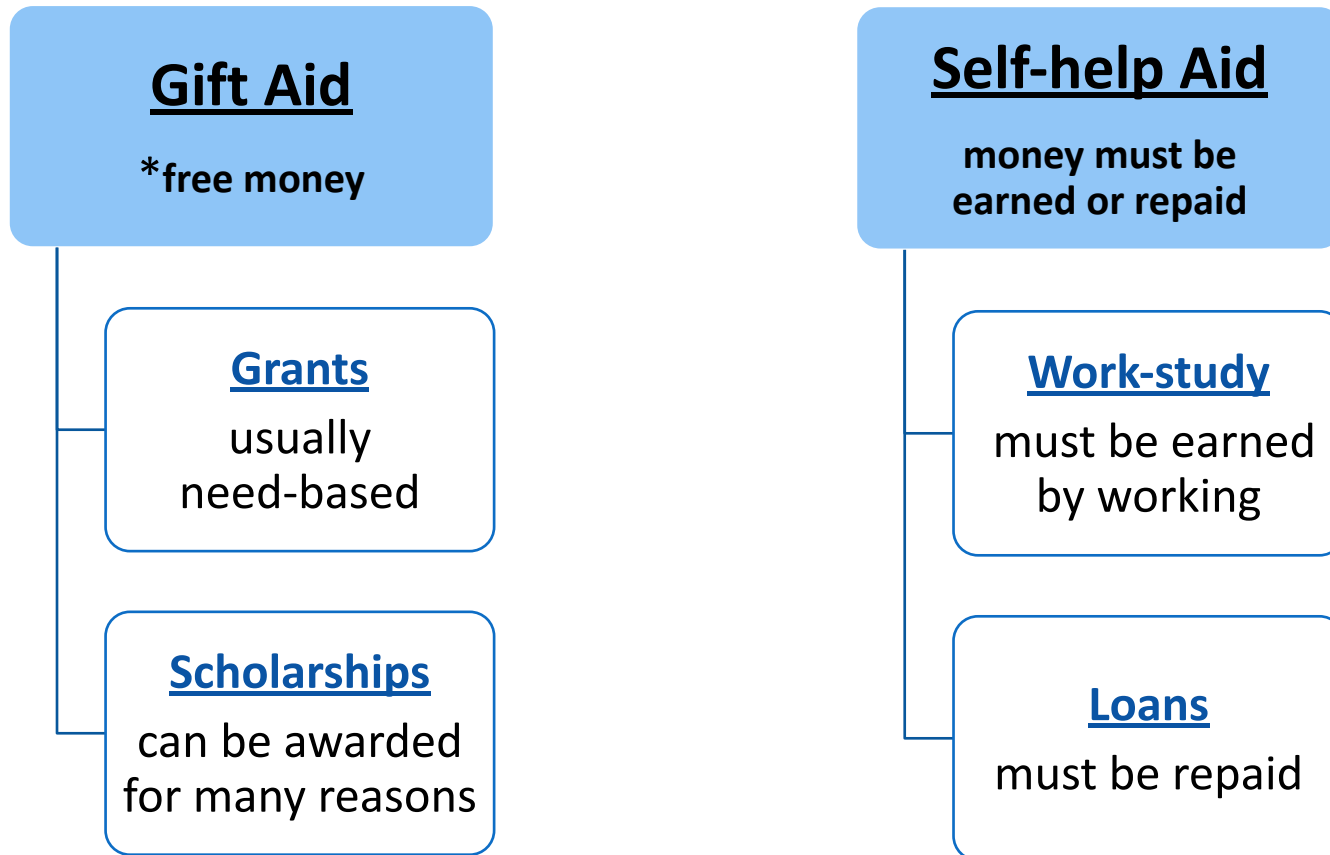 Gift Aid
*free money
Grants
usually
need-based
Scholarships
can be awarded
for many reasons
Self-help Aid
money must be
earned or repaid
Work-study
must be earned
by working
Loans
must be repaid